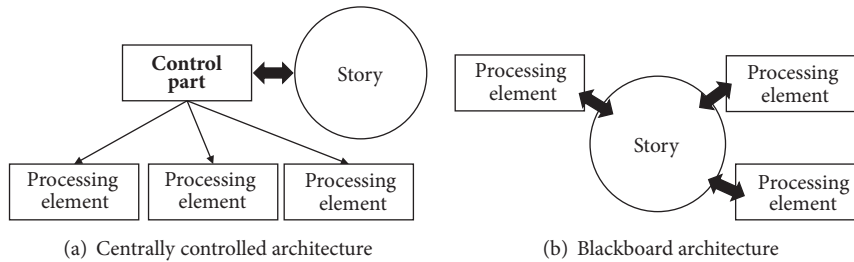 Control
part
Story
Processing
element
Processing
element
Processing
element
(a) Centrally controlled architecture
Processing
element
Processing
element
Story
Processing
element
(b) Blackboard architecture